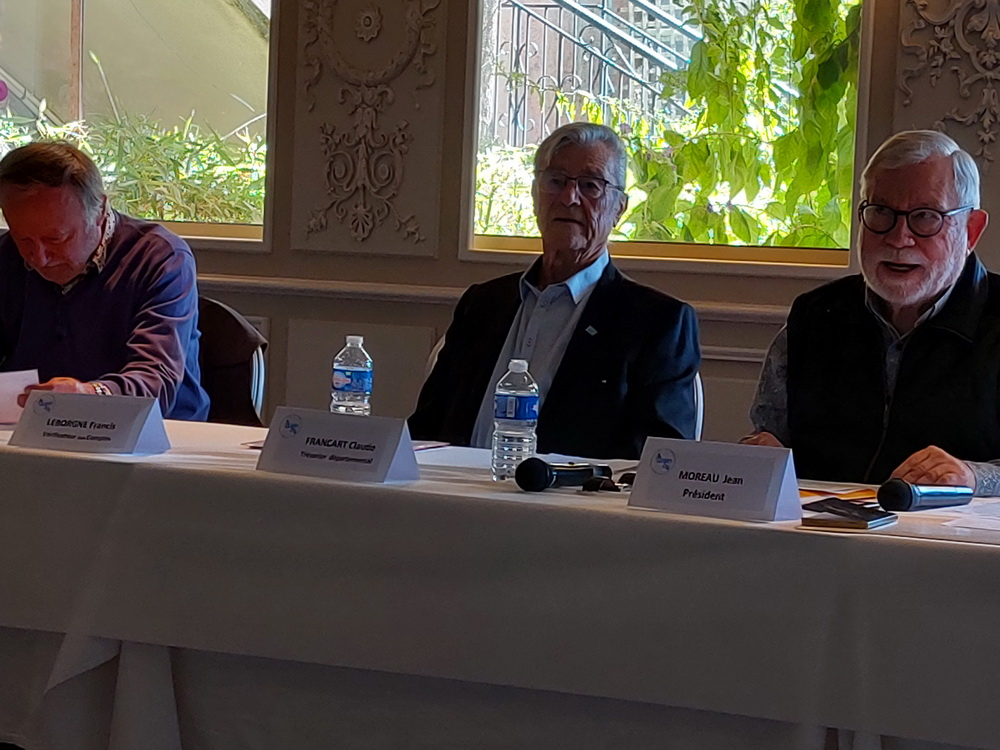 LEBORGNE Francis
Vérificateur aux Comptes
FRANCART Claude
Trésorier départemental
MOREAU Jean
Président